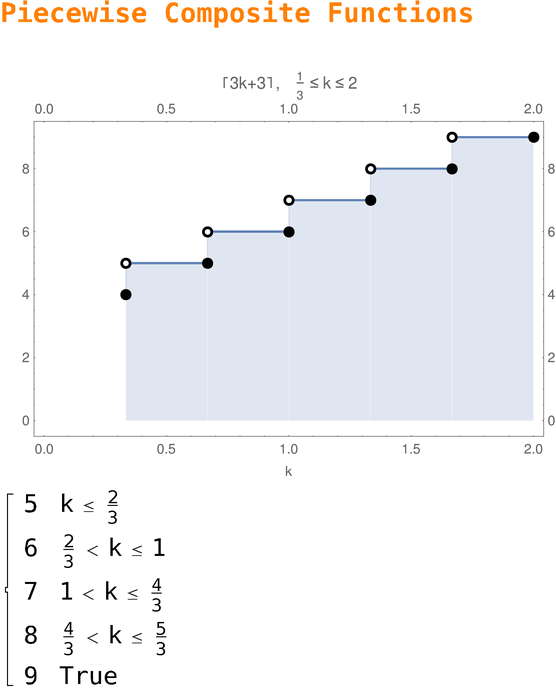 Piecewise Composite Functions
⌈3k+3⌉, 1/3 ≤ k ≤ 2
0.0 0.5 1.0 1.5 2.0
8 8
6 6
4 4
2 2
0 0
0.0 0.5 1.0 1.5 2.0
k
5 k ≤ 2/3
6 2/3 < k ≤ 1
7 1 < k ≤ 4/3
8 4/3 < k ≤ 5/3
9 True